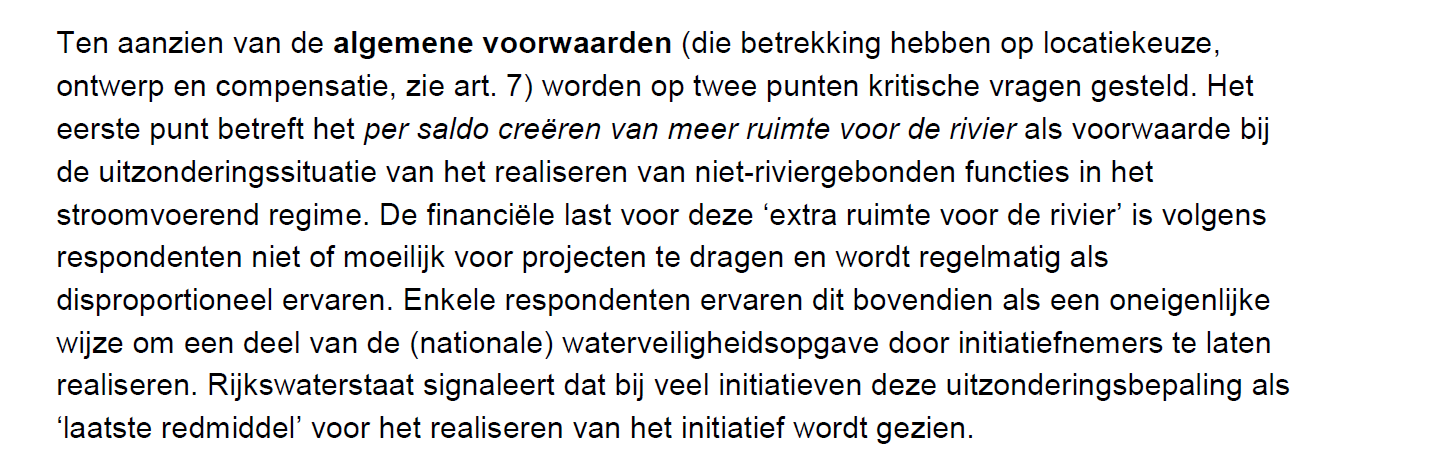 Ten aanzien van de algemene voorwaarden (die betrekking hebben op locatiekeuze,
ontwerp en compensatie, zie art. 7) worden op twee punten kritische vragen gesteld. Het
eerste punt betreft het per saldo creëren van meer ruimte voor de rivier als voorwaarde bij
de uitzonderingssituatie van het realiseren van niet-riviergebonden functies in het
stroomvoerend regime. De financiële last voor deze ‘extra ruimte voor de rivier’ is volgens
respondenten niet of moeilijk voor projecten te dragen en wordt regelmatig als
disproportioneel ervaren. Enkele respondenten ervaren dit bovendien als een oneigenlijke
wijze om een deel van de (nationale) waterveiligheidsopgave door initiatiefnemers te laten
realiseren. Rijkswaterstaat signaleert dat bij veel initiatieven deze uitzonderingsbepaling als
‘laatste redmiddel’ voor het realiseren van het initiatief wordt gezien.